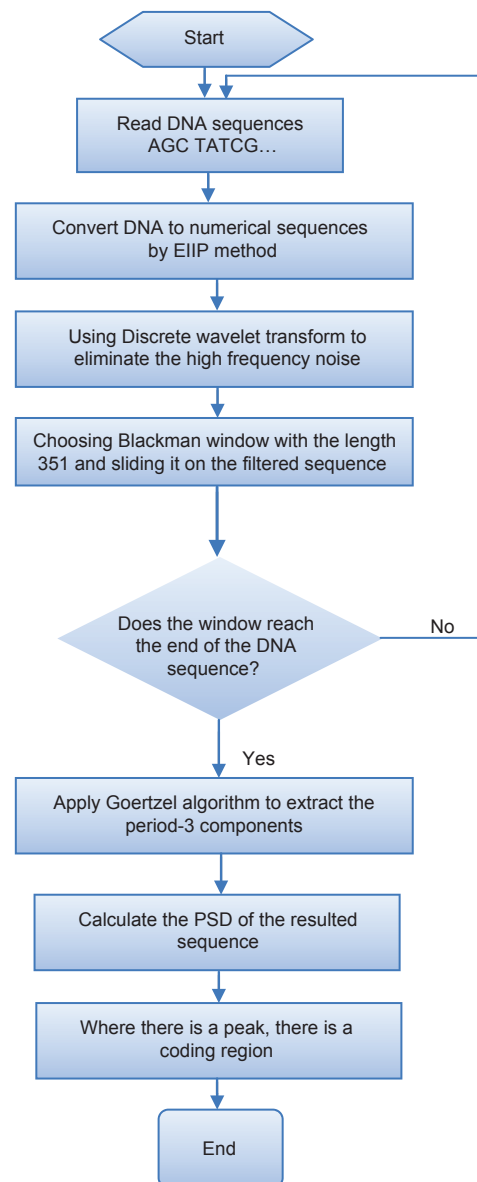 Start
Read DNA sequences
AGC TATCG…
Convert DNA to numerical sequences
by EIIP method
Using Discrete wavelet transform to
eliminate the high frequency noise
Choosing Blackman window with the length
351 and sliding it on the filtered sequence
Does the window reach
the end of the DNA
sequence?
No
Yes
Apply Goertzel algorithm to extract the
period-3 components
Calculate the PSD of the resulted
sequence
Where there is a peak, there is a
coding region
End